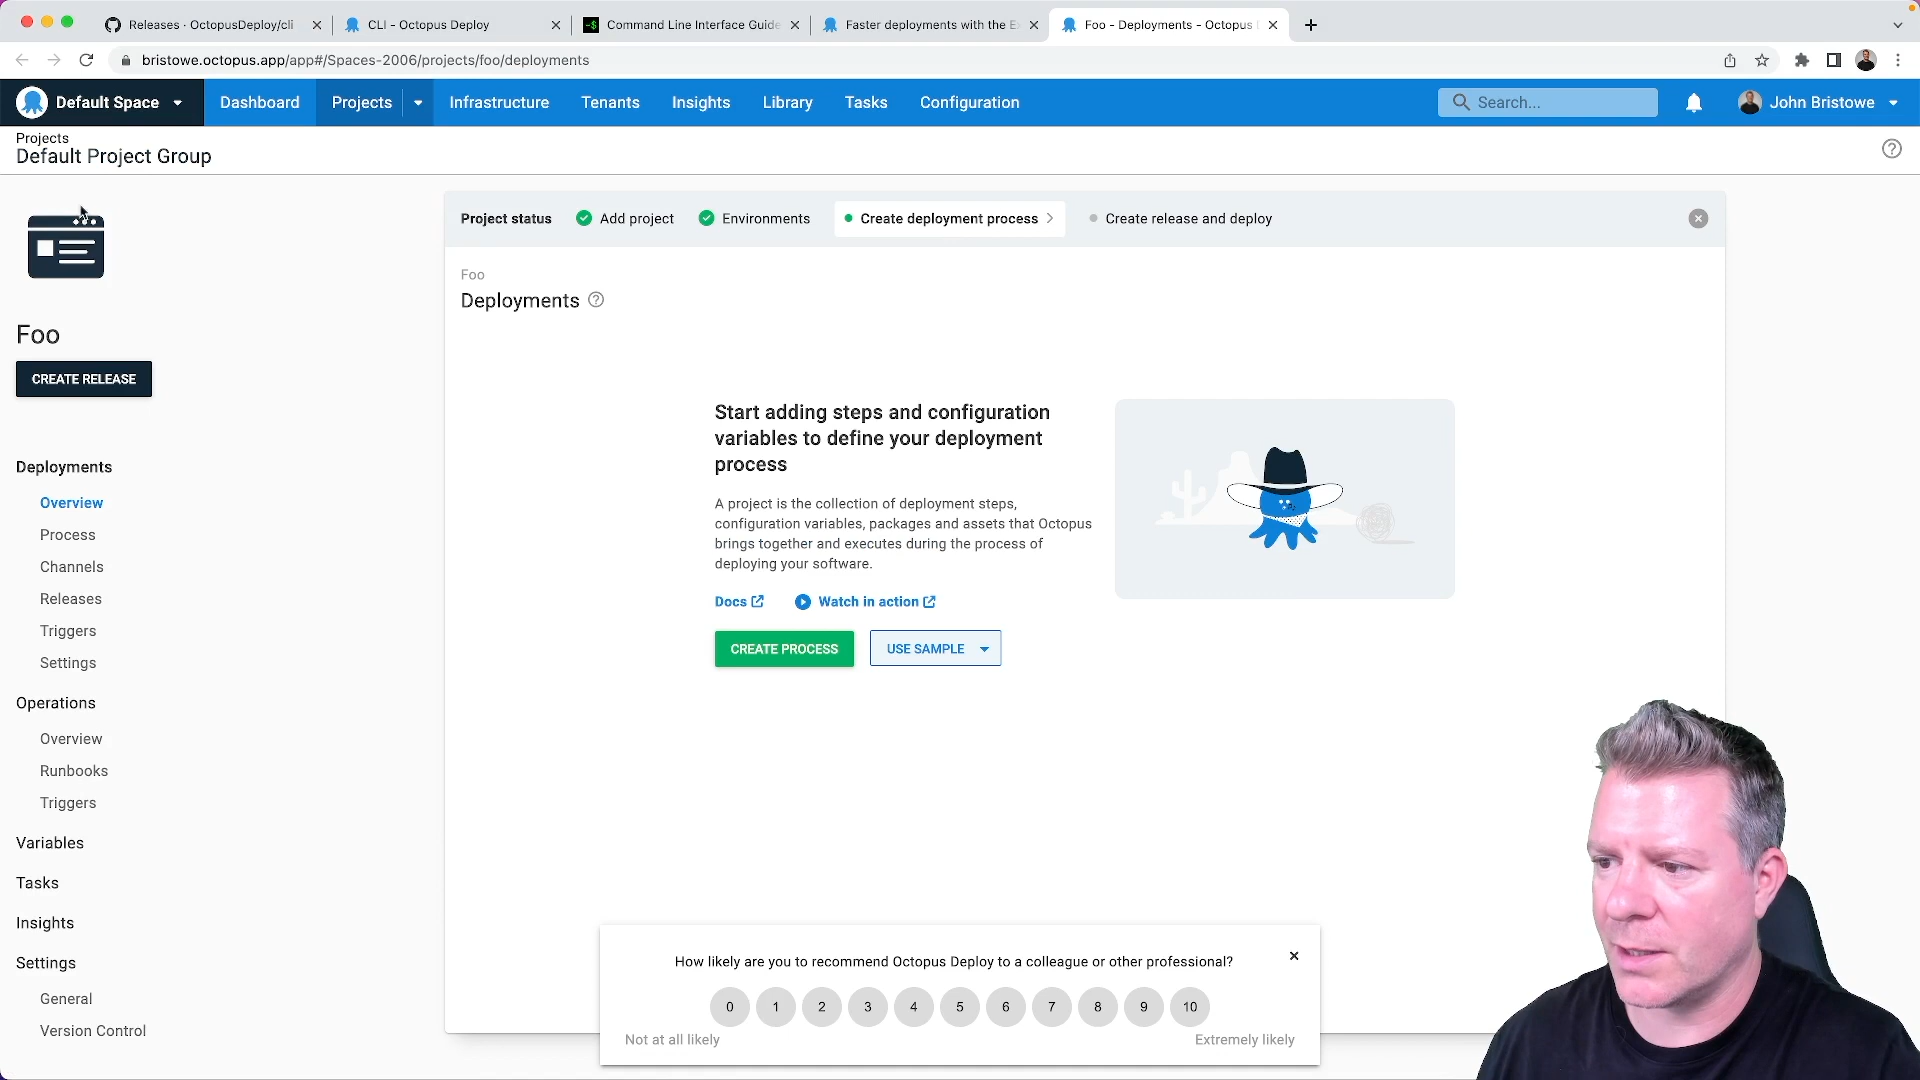 Releases · OctopusDeploy/cli
CLI - Octopus Deploy
Command Line Interface Guide
Faster deployments with the E
Foo - Deployments - Octopus
bristowe.octopus.app/app#/Spaces-2006/projects/foo/deployments
Default Space
Dashboard
Projects
Infrastructure
Tenants
Insights
Library
Tasks
Configuration
Search...
John Bristowe
Projects
Default Project Group
Foo
CREATE RELEASE
Deployments
Overview
Process
Channels
Releases
Triggers
Settings
Operations
Overview
Runbooks
Triggers
Variables
Tasks
Insights
Settings
General
Version Control
Project status
Add project
Environments
Create deployment process
Create release and deploy
Foo
Deployments
Start adding steps and configuration
variables to define your deployment
process
A project is the collection of deployment steps,
configuration variables, packages and assets that Octopus
brings together and executes during the process of
deploying your software.
Docs
Watch in action
CREATE PROCESS
USE SAMPLE
How likely are you to recommend Octopus Deploy to a colleague or other professional?
0 1 2 3 4 5 6 7 8 9 10
Not at all likely
Extremely likely